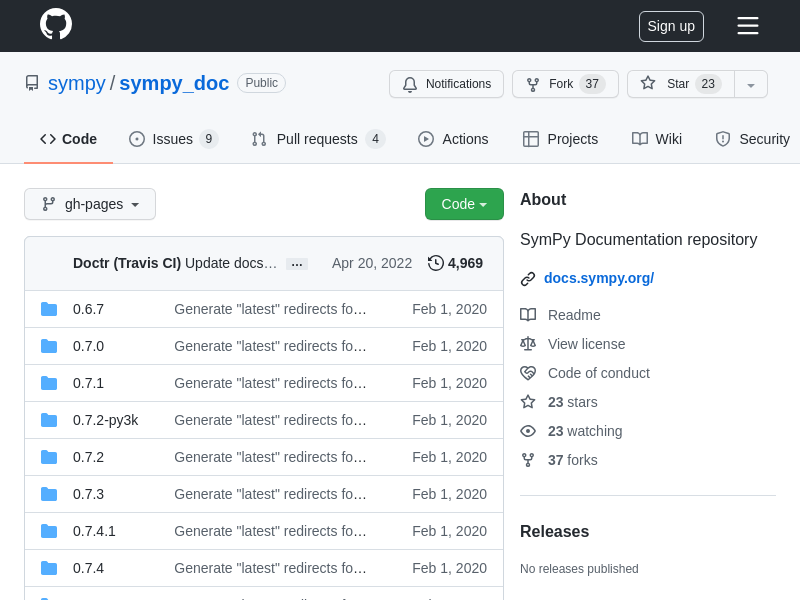 Sign up
sympy / sympy_doc Public
Notifications Fork 37 Star 23
Code Issues 9 Pull requests 4 Actions Projects Wiki Security
gh-pages Code
Doctr (Travis CI) Update docs… … Apr 20, 2022 4,969
0.6.7 Generate "latest" redirects fo… Feb 1, 2020
0.7.0 Generate "latest" redirects fo… Feb 1, 2020
0.7.1 Generate "latest" redirects fo… Feb 1, 2020
0.7.2-py3k Generate "latest" redirects fo… Feb 1, 2020
0.7.2 Generate "latest" redirects fo… Feb 1, 2020
0.7.3 Generate "latest" redirects fo… Feb 1, 2020
0.7.4.1 Generate "latest" redirects fo… Feb 1, 2020
0.7.4 Generate "latest" redirects fo… Feb 1, 2020
About
SymPy Documentation repository
docs.sympy.org/
Readme
View license
Code of conduct
23 stars
23 watching
37 forks
Releases
No releases published